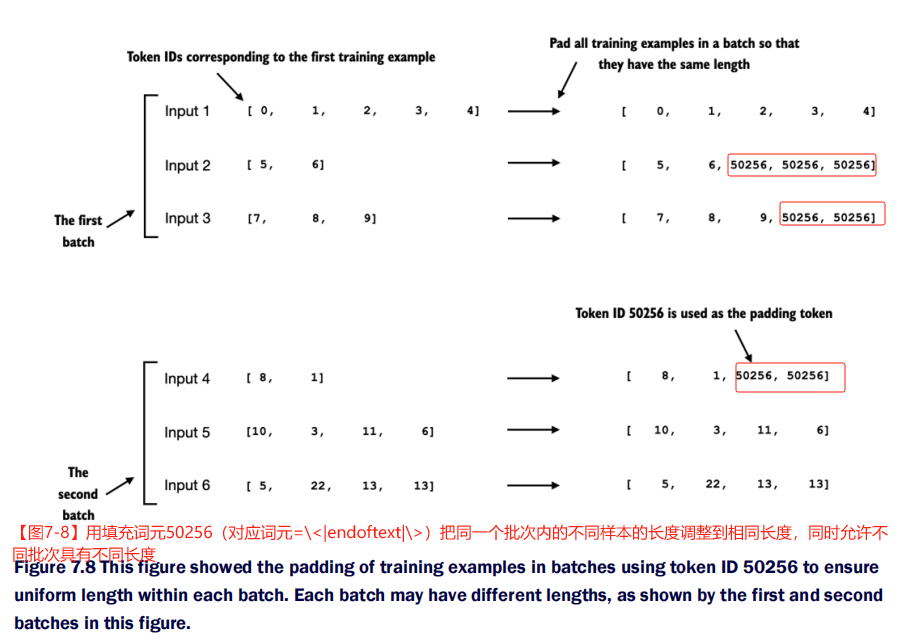 Token IDs corresponding to the first training example
Pad all training examples in a batch so that
they have the same length
Input 1 [ 0, 1, 2, 3, 4] [ 0, 1, 2, 3, 4]
Input 2 [ 5, 6] [ 5, 6, 50256, 50256, 50256]
Input 3 [7, 8, 9] [ 7, 8, 9, 50256, 50256]
The first
batch
Token ID 50256 is used as the padding token
Input 4 [ 8, 1] [ 8, 1, 50256, 50256]
Input 5 [10, 3, 11, 6] [ 10, 3, 11, 6]
Input 6 [ 5, 22, 13, 13] [ 5, 22, 13, 13]
The
second
batch
【图7-8】用填充词元50256（对应词元=\<|endoftext|\>）把同一个批次内的不同样本的长度调整到相同长度，同时允许不
同批次具有不同长度
Figure 7.8 This figure showed the padding of training examples in batches using token ID 50256 to ensure
uniform length within each batch. Each batch may have different lengths, as shown by the first and second
batches in this figure.